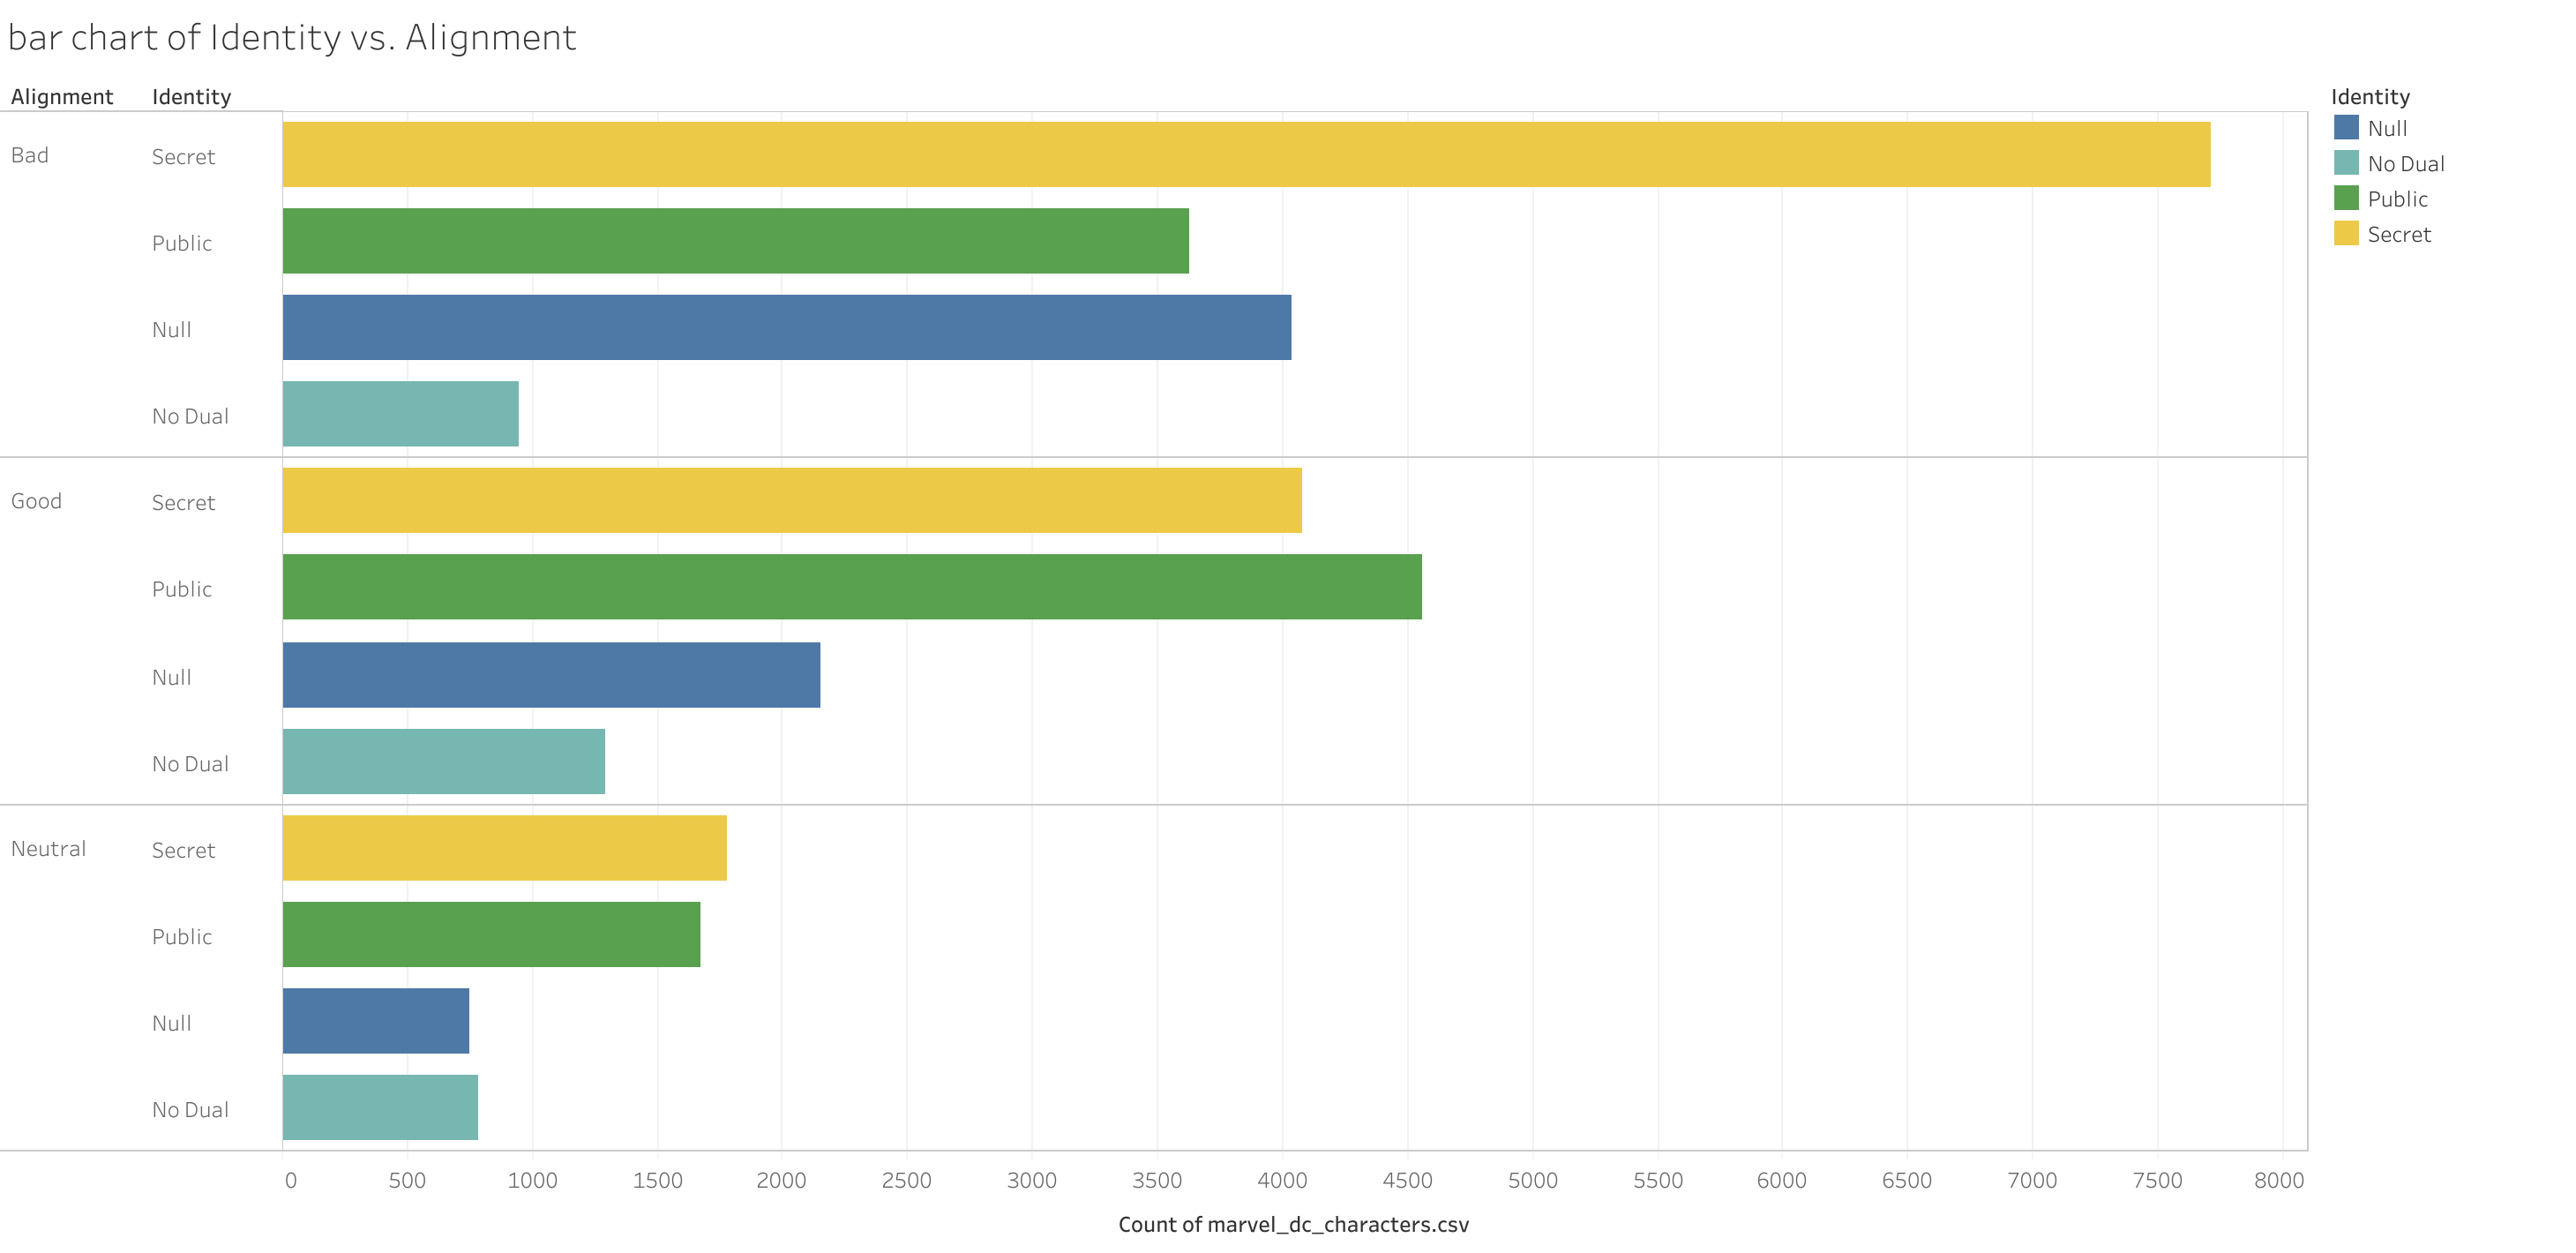 bar chart of Identity vs. Alignment
Alignment Identity
Identity
Null
No Dual
Public
Secret
Bad Secret
Public
Null
No Dual
Good Secret
Public
Null
No Dual
Neutral Secret
Public
Null
No Dual
0 500 1000 1500 2000 2500 3000 3500 4000 4500 5000 5500 6000 6500 7000 7500 8000
Count of marvel_dc_characters.csv